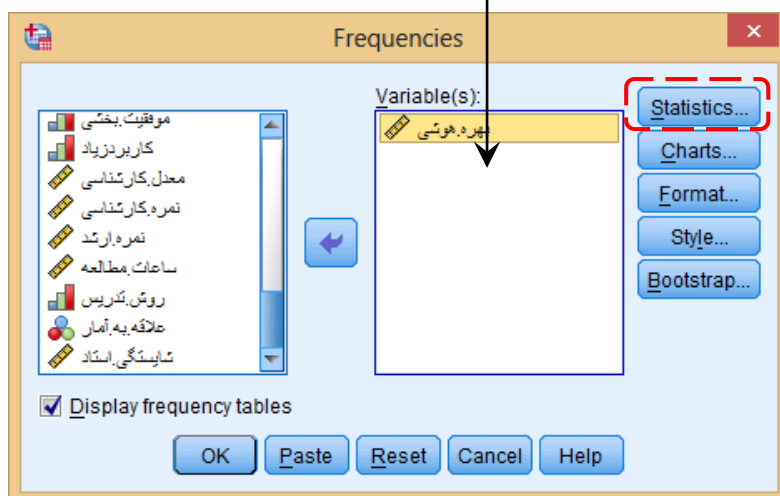 Frequencies
Variable(s):
موفقیت.بخشی
کاربردزیاد
معدل.کارشناسی
نمره.کارشناسی
نمره.ارشد
ساعات.مطالعه
روش.تدریس
علاقه.به.آمار
شایستگی.استاد
بهره.هوشی
Statistics...
Charts...
Format...
Style...
Bootstrap...
Display frequency tables
OK Paste Reset Cancel Help